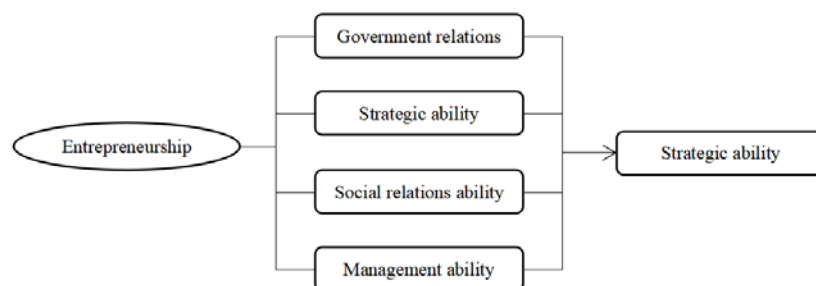 Government relations
Strategic ability
Entrepreneurship
Strategic ability
Social relations ability
Management ability